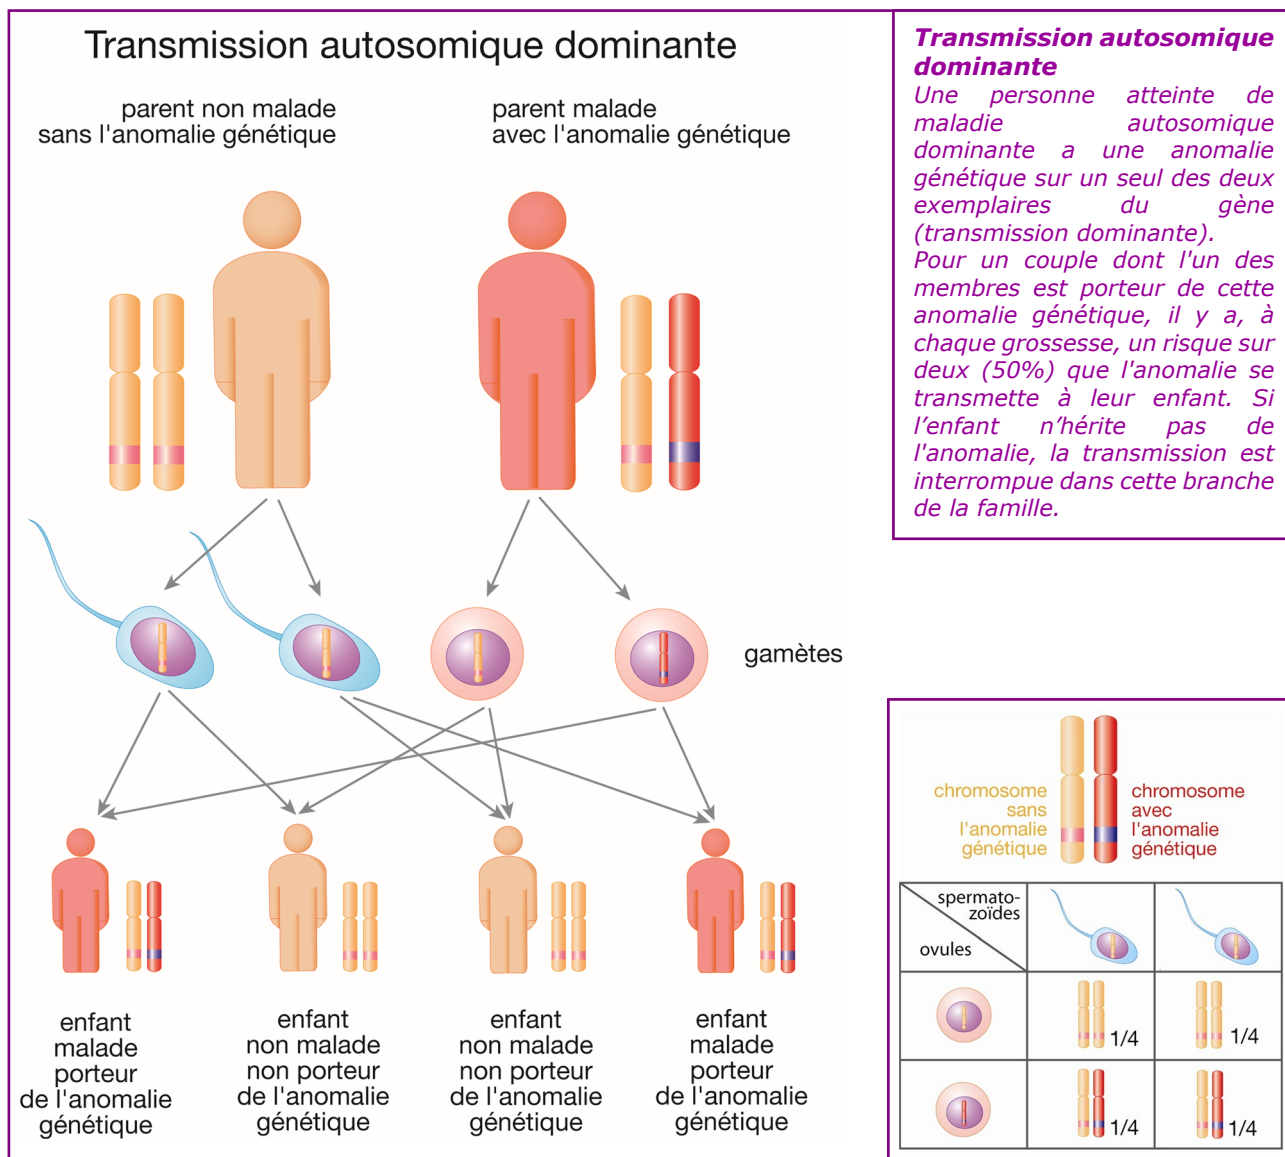 Transmission autosomique dominante
parent non malade
sans l'anomalie génétique
parent malade
avec l'anomalie génétique
gamètes
enfant
malade
porteur
de l'anomalie
génétique
enfant
non malade
non porteur
de l'anomalie
génétique
enfant
non malade
non porteur
de l'anomalie
génétique
enfant
malade
porteur
de l'anomalie
génétique
Transmission autosomique
dominante
Une personne atteinte de
maladie autosomique
dominante a une anomalie
génétique sur un seul des deux
exemplaires du gène
(transmission dominante).
Pour un couple dont l'un des
membres est porteur de cette
anomalie génétique, il y a, à
chaque grossesse, un risque sur
deux (50%) que l'anomalie se
transmette à leur enfant. Si
l’enfant n’hérite pas de
l'anomalie, la transmission est
interrompue dans cette branche
de la famille.
chromosome
sans
l'anomalie
génétique
chromosome
avec
l'anomalie
génétique
spermato-
zoïdes
ovules
1/4
1/4
1/4
1/4